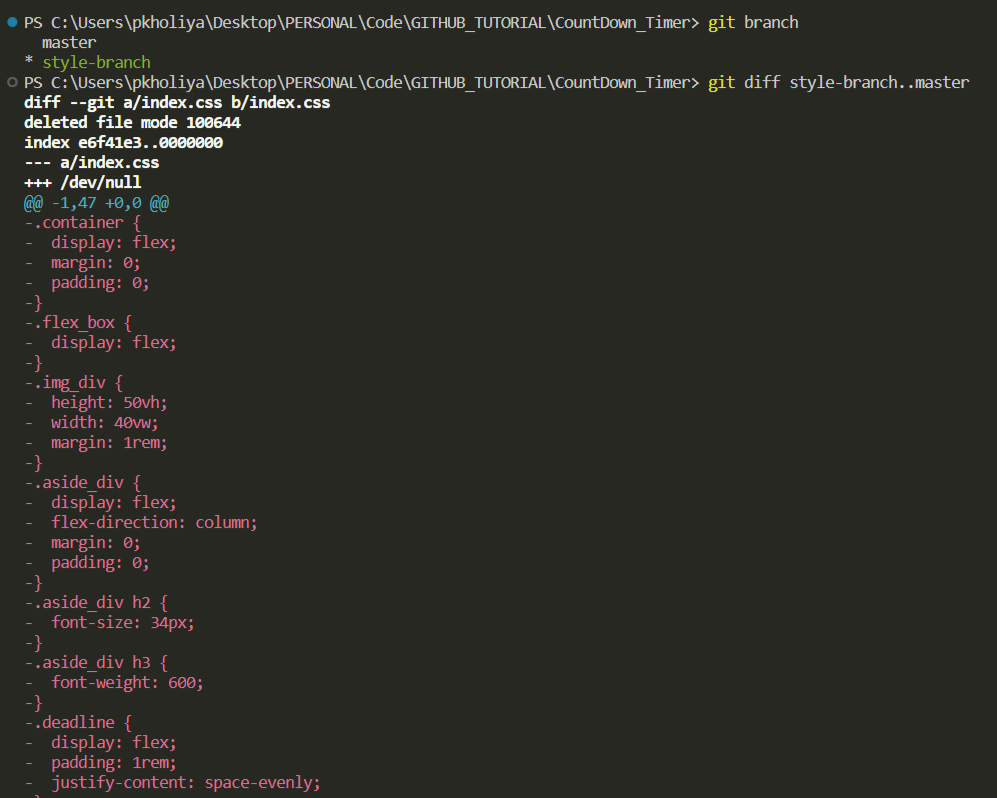 PS C:\Users\pkholiya\Desktop\PERSONAL\Code\GITHUB_TUTORIAL\CountDown_Timer> git branch
  master
* style-branch
PS C:\Users\pkholiya\Desktop\PERSONAL\Code\GITHUB_TUTORIAL\CountDown_Timer> git diff style-branch..master
diff --git a/index.css b/index.css
deleted file mode 100644
index e6f41e3..0000000
--- a/index.css
+++ /dev/null
@@ -1,47 +0,0 @@
-.container {
-  display: flex;
-  margin: 0;
-  padding: 0;
-}
-.flex_box {
-  display: flex;
-}
-.img_div {
-  height: 50vh;
-  width: 40vw;
-  margin: 1rem;
-}
-.aside_div {
-  display: flex;
-  flex-direction: column;
-  margin: 0;
-  padding: 0;
-}
-.aside_div h2 {
-  font-size: 34px;
-}
-.aside_div h3 {
-  font-weight: 600;
-}
-.deadline {
-  display: flex;
-  padding: 1rem;
-  justify-content: space-evenly;